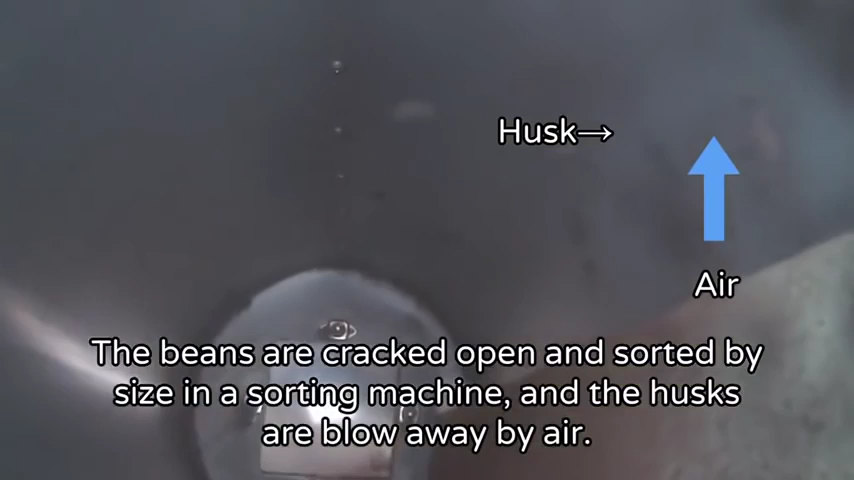 Husk→
Air
The beans are cracked open and sorted by
size in a sorting machine, and the husks
are blow away by air.